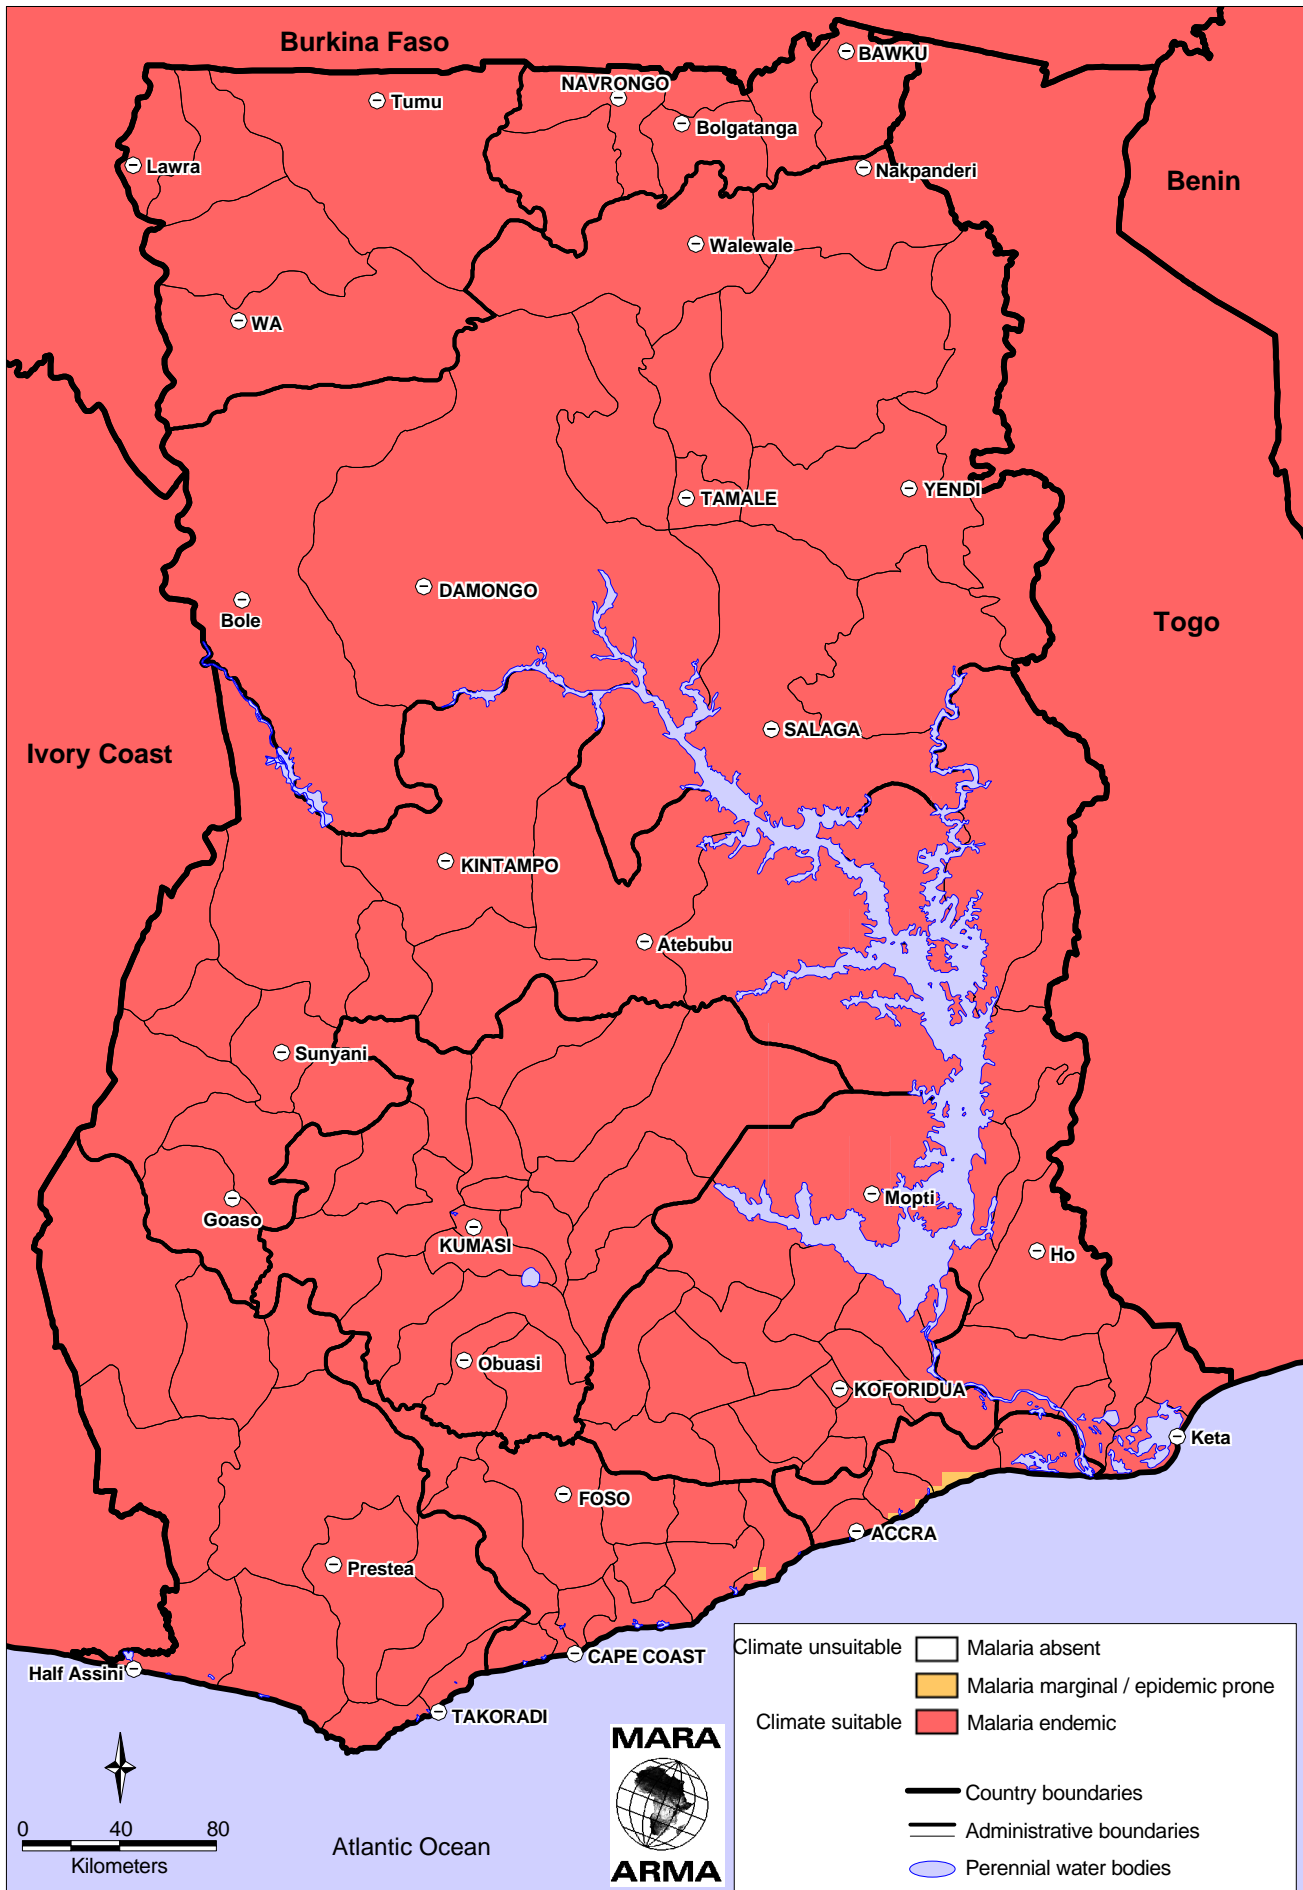 Burkina Faso
BAWKU
NAVRONGO
Tumu
Bolgatanga
Lawra
Nakpanderi
Benin
Walewale
WA
YENDI
TAMALE
DAMONGO
Bole
Togo
SALAGA
Ivory Coast
KINTAMPO
Atebubu
Sunyani
Mopti
Goaso
KUMASI
Ho
Obuasi
KOFORIDUA
Keta
FOSO
ACCRA
Prestea
CAPE COAST
Half Assini
TAKORADI
Climate unsuitable Malaria absent
Malaria marginal / epidemic prone
Climate suitable Malaria endemic
Country boundaries
Administrative boundaries
Perennial water bodies
MARA
ARMA
0 40 80
Kilometers
Atlantic Ocean